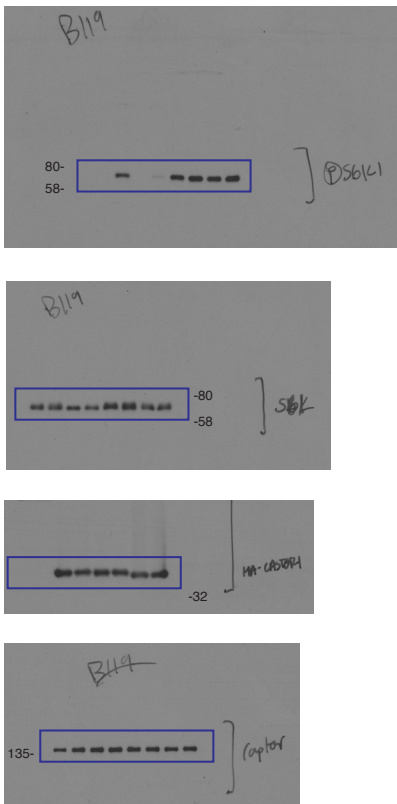 B119
80-
58-
ⓟS6K1
B119
-80
-58
S6K
HA-CASTOR1
-32
B119
135-
raptor